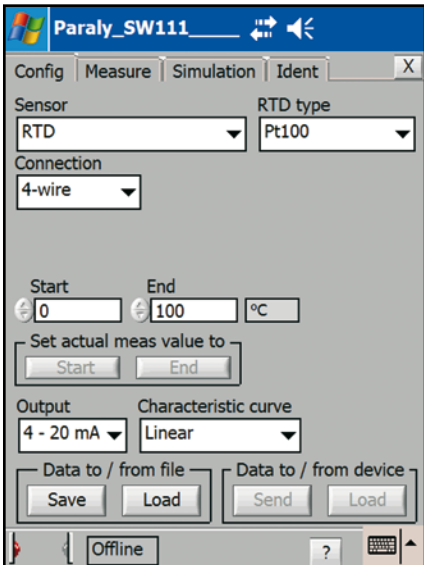 Paraly_SW111____
Config Measure Simulation Ident X
Sensor RTD type
RTD Pt100
Connection
4-wire
Start End
0 100 °C
Set actual meas value to
Start End
Output Characteristic curve
4 - 20 mA Linear
Data to / from file Data to / from device
Save Load Send Load
Offline ?